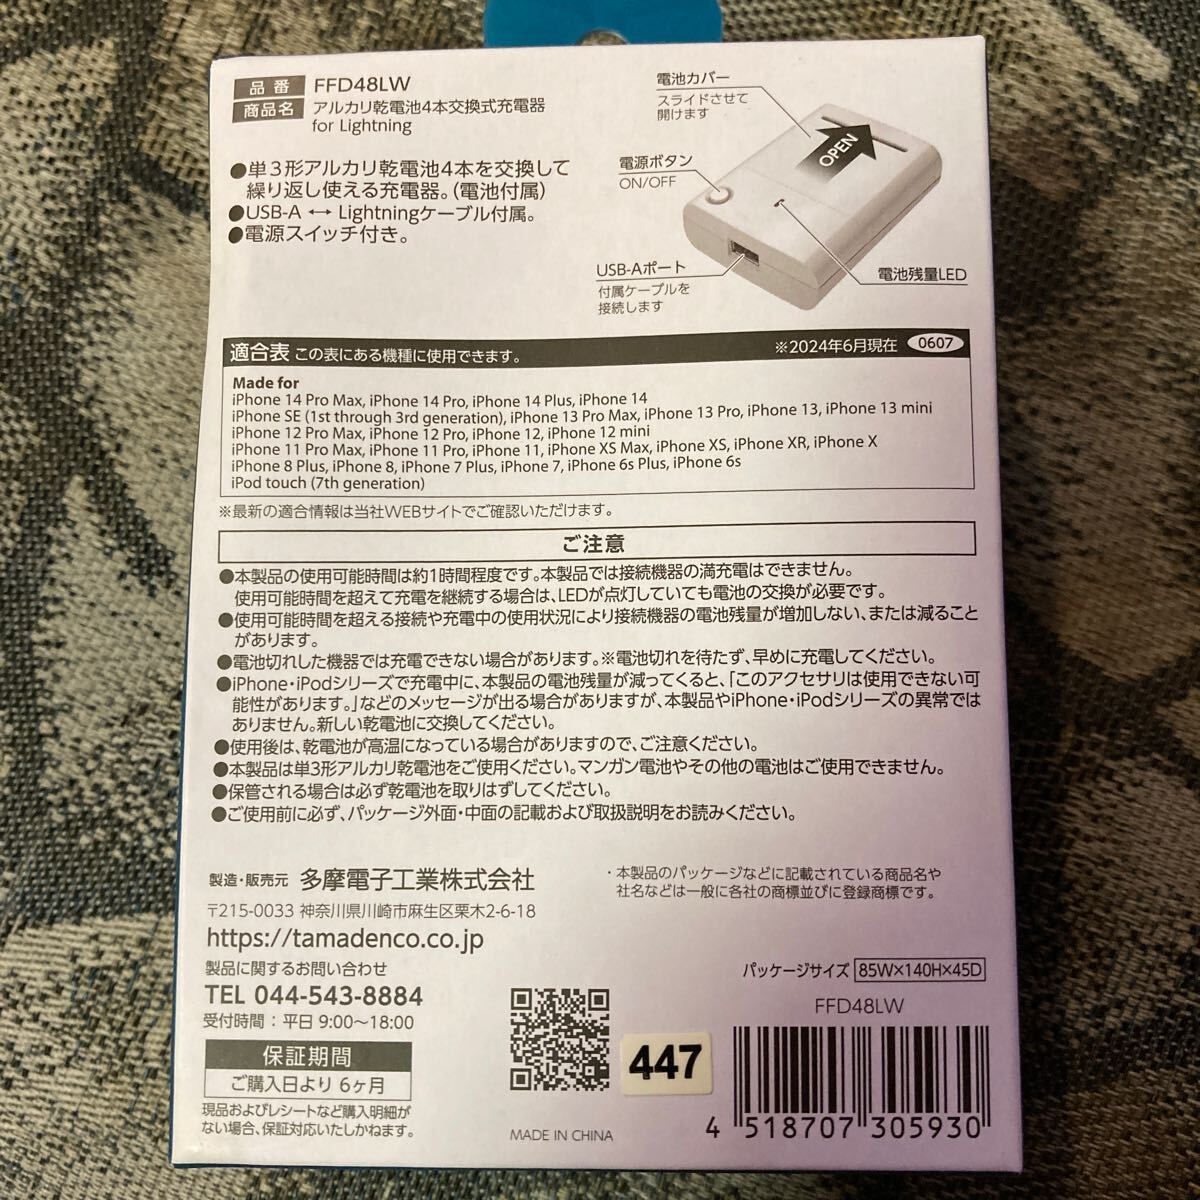 品番 FFD48LW
商品名 アルカリ乾電池4本交換式充電器
for Lightning
●単3形アルカリ乾電池4本を交換して
繰り返し使える充電器。(電池付属)
●USB-A ↔ Lightningケーブル付属。
●電源スイッチ付き。
電池カバー
スライドさせて
開けます
OPEN
電源ボタン
ON/OFF
USB-Aポート
付属ケーブルを
接続します
電池残量LED
適合表 この表にある機種に使用できます。 ※2024年6月現在 0607
Made for
iPhone 14 Pro Max, iPhone 14 Pro, iPhone 14 Plus, iPhone 14
iPhone SE (1st through 3rd generation), iPhone 13 Pro Max, iPhone 13 Pro, iPhone 13, iPhone 13 mini
iPhone 12 Pro Max, iPhone 12 Pro, iPhone 12, iPhone 12 mini
iPhone 11 Pro Max, iPhone 11 Pro, iPhone 11, iPhone XS Max, iPhone XS, iPhone XR, iPhone X
iPhone 8 Plus, iPhone 8, iPhone 7 Plus, iPhone 7, iPhone 6s Plus, iPhone 6s
iPod touch (7th generation)
※最新の適合情報は当社WEBサイトでご確認いただけます。
ご注意
●本製品の使用可能時間は約1時間程度です。本製品では接続機器の満充電はできません。
使用可能時間を超えて充電を継続する場合は、LEDが点灯していても電池の交換が必要です。
●使用可能時間を超える接続や充電中の使用状況により接続機器の電池残量が増加しない、または減ること
があります。
●電池切れした機器では充電できない場合があります。※電池切れを待たず、早めに充電してください。
●iPhone・iPodシリーズで充電中に、本製品の電池残量が減ってくると、「このアクセサリは使用できない可
能性があります。」などのメッセージが出る場合がありますが、本製品やiPhone・iPodシリーズの異常では
ありません。新しい乾電池に交換してください。
●使用後は、乾電池が高温になっている場合がありますので、ご注意ください。
●本製品は単3形アルカリ乾電池をご使用ください。マンガン電池やその他の電池はご使用できません。
●保管される場合は必ず乾電池を取りはずしてください。
●ご使用前に必ず、パッケージ外面・中面の記載および取扱説明をお読みください。
製造・販売元 多摩電子工業株式会社
〒215-0033 神奈川県川崎市麻生区栗木2-6-18
https://tamadenco.co.jp
製品に関するお問い合わせ
TEL 044-543-8884
受付時間：平日 9:00〜18:00
保証期間
ご購入日より 6ヶ月
現品およびレシートなど購入明細が
ない場合、保証対応いたしかねます。
・本製品のパッケージなどに記載されている商品名や
社名などは一般に各社の商標並びに登録商標です。
パッケージサイズ 85W×140H×45D
FFD48LW
447
MADE IN CHINA
4 518707 305930